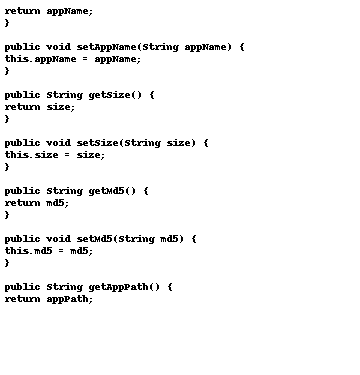 return appName;
}
public void setAppName(String appName) {
this.appName = appName;
}
public String getSize() {
return size;
}
public void setSize(String size) {
this.size = size;
}
public String getMd5() {
return md5;
}
public void setMd5(String md5) {
this.md5 = md5;
}
public String getAppPath() {
return appPath;